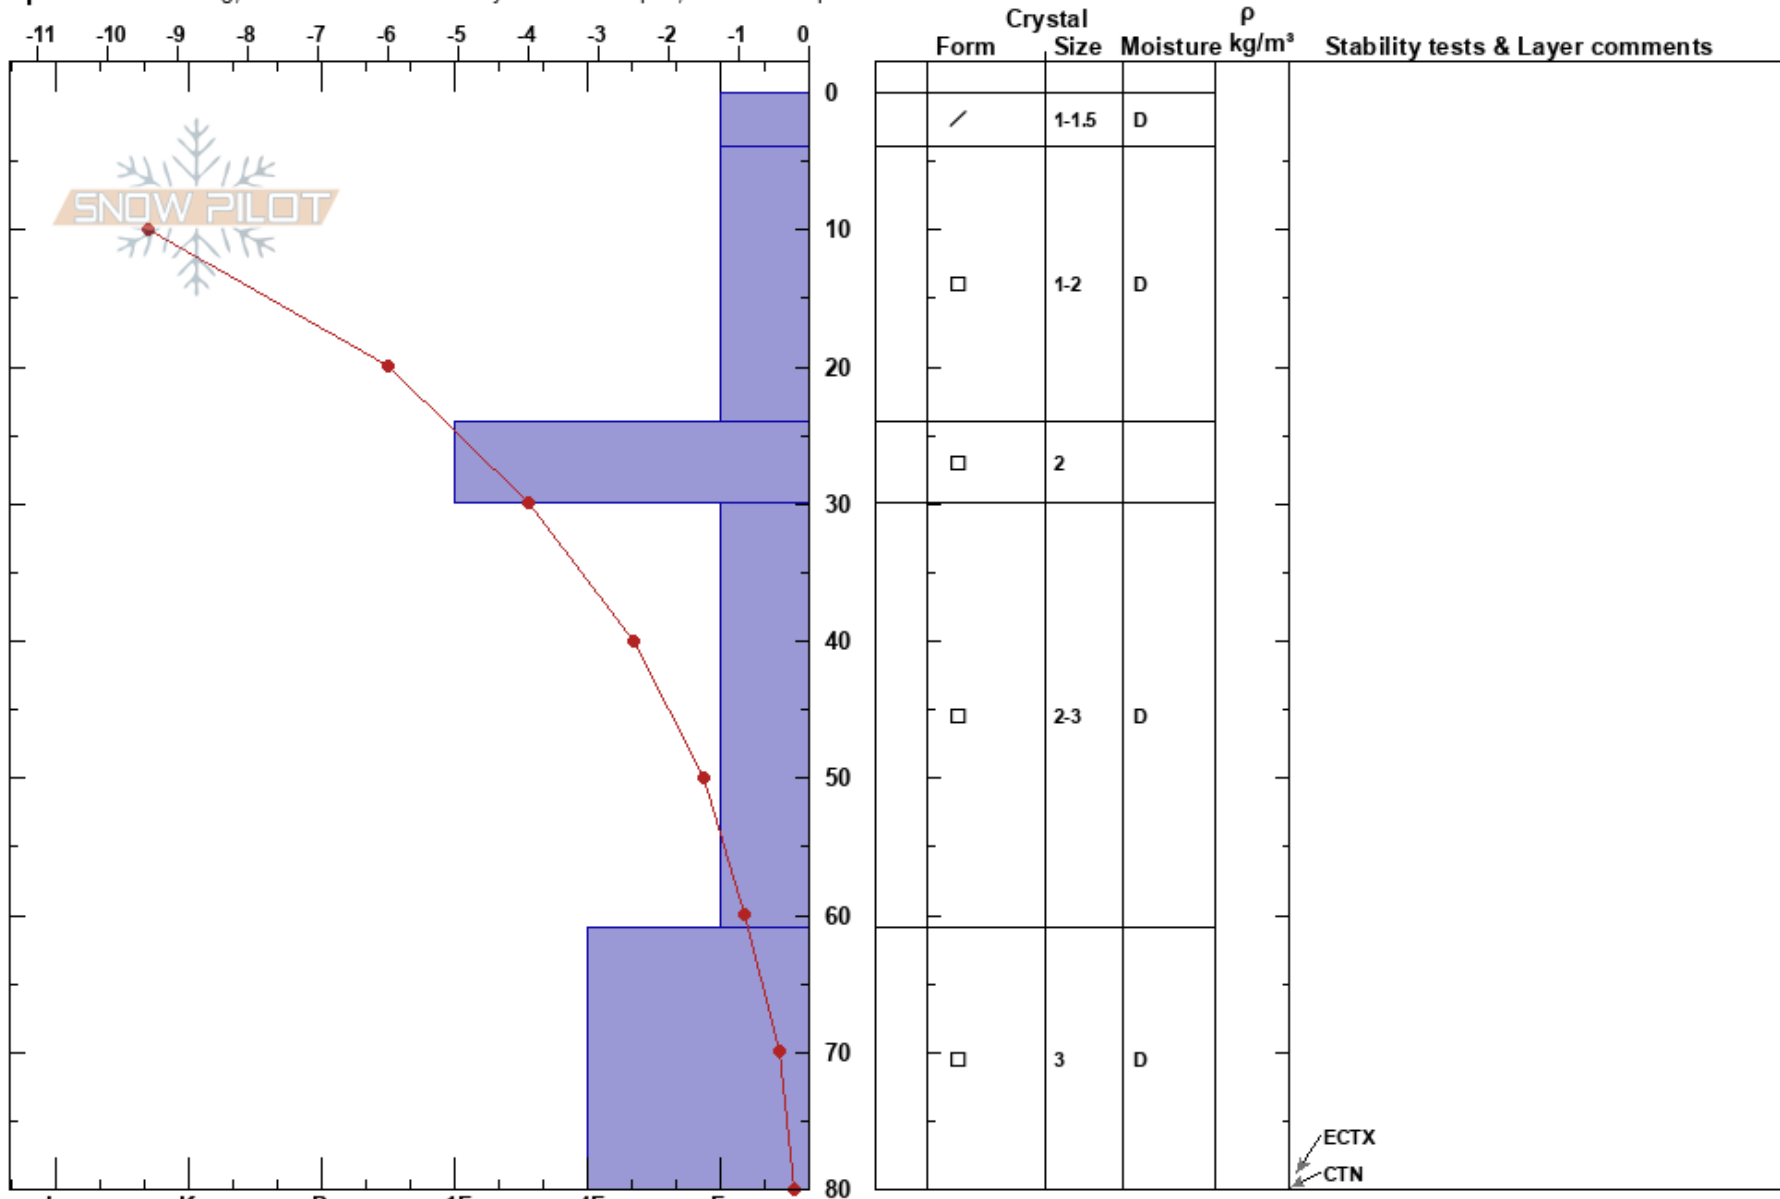 Crystal ρ
-11 -10 -9 -8 -7 -6 -5 -4 -3 -2 -1 0 Form Size Moisture kg/m³ Stability tests & Layer comments
0
1-1.5 D
SNOW PILOT
10
1-2 D
20
2
30
40
2-3 D
50
60
70
3 D
ECTX
CTN
80